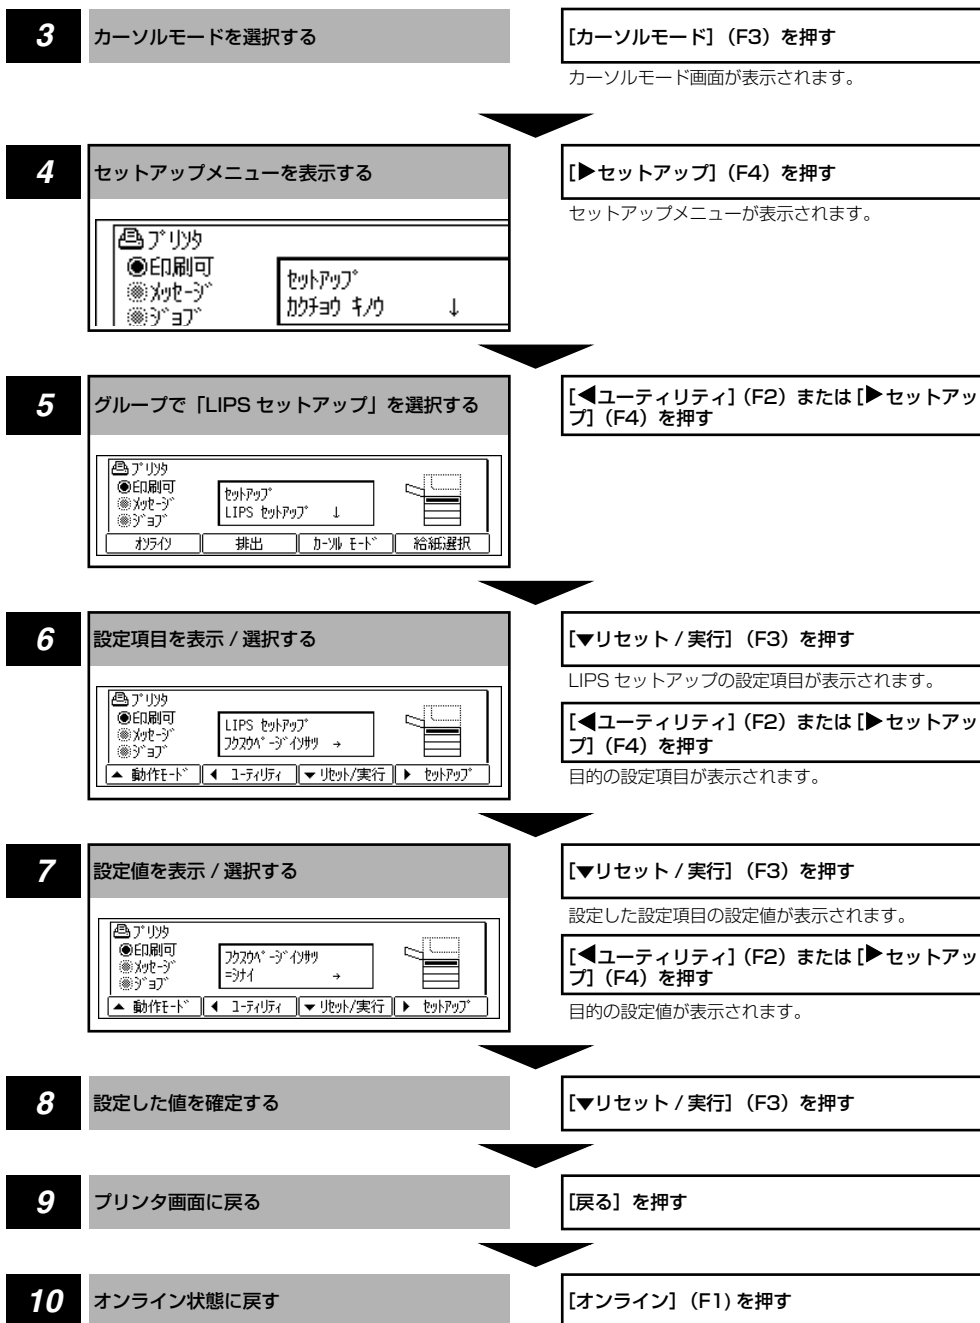 3 カーソルモードを選択する
[カーソルモード]（F3）を押す
カーソルモード画面が表示されます。
4 セットアップメニューを表示する
[▶セットアップ]（F4）を押す
セットアップメニューが表示されます。
プリンタ
印刷可
メッセージ
ジョブ
セットアップ
カクチョウ キノウ ↓
5 グループで「LIPS セットアップ」を選択する
[◀ユーティリティ]（F2）または [▶セットアッ
プ]（F4）を押す
プリンタ
印刷可
メッセージ
ジョブ
セットアップ
LIPS セットアップ ↓
オンライン 排出 カーソル モード 給紙選択
6 設定項目を表示 / 選択する
[▼リセット / 実行]（F3）を押す
LIPS セットアップの設定項目が表示されます。
[◀ユーティリティ]（F2）または [▶セットアッ
プ]（F4）を押す
目的の設定項目が表示されます。
プリンタ
印刷可
メッセージ
ジョブ
LIPS セットアップ
フクスウページインサツ →
▲ 動作モード ◀ ユーティリティ ▼リセット/実行 ▶ セットアップ
7 設定値を表示 / 選択する
[▼リセット / 実行]（F3）を押す
設定した設定項目の設定値が表示されます。
[◀ユーティリティ]（F2）または [▶セットアッ
プ]（F4）を押す
目的の設定値が表示されます。
プリンタ
印刷可
メッセージ
ジョブ
フクスウページインサツ
=シナイ →
▲ 動作モード ◀ ユーティリティ ▼リセット/実行 ▶ セットアップ
8 設定した値を確定する
[▼リセット / 実行]（F3）を押す
9 プリンタ画面に戻る
[戻る] を押す
10 オンライン状態に戻す
[オンライン]（F1) を押す